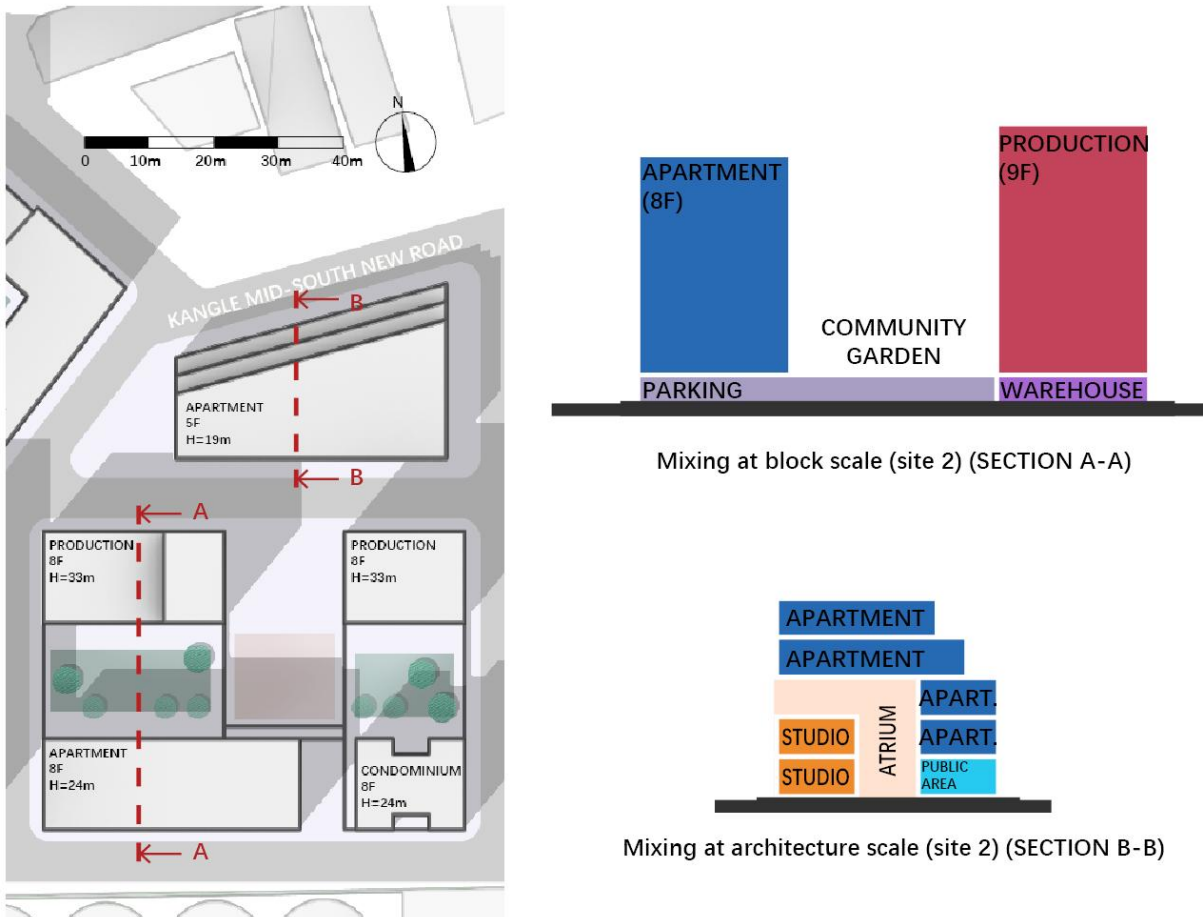 N
0 10m 20m 30m 40m
KANGLE MID-SOUTH NEW ROAD
B
APARTMENT
5F
H=19m
B
A
PRODUCTION
8F
H=33m
PRODUCTION
8F
H=33m
APARTMENT
8F
H=24m
CONDOMINIUM
8F
H=24m
A
APARTMENT
(8F)
PRODUCTION
(9F)
COMMUNITY
GARDEN
PARKING
WAREHOUSE
Mixing at block scale (site 2) (SECTION A-A)
APARTMENT
APARTMENT
APART.
STUDIO
ATRIUM
APART.
STUDIO
PUBLIC
AREA
Mixing at architecture scale (site 2) (SECTION B-B)